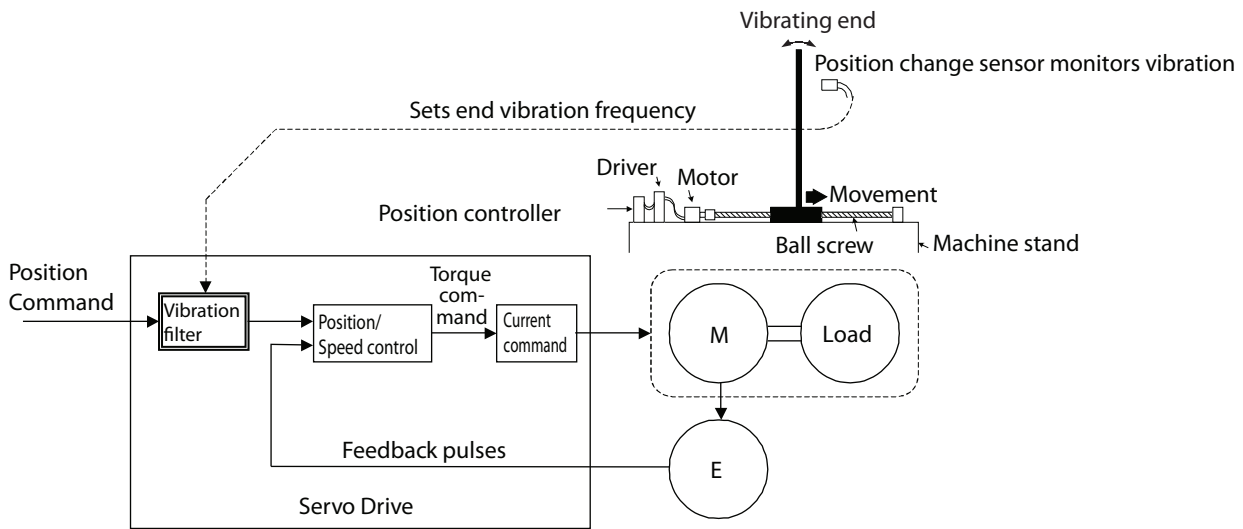 Vibrating end
Position change sensor monitors vibration
Sets end vibration frequency
Driver
Motor
Movement
Position controller
Ball screw
Machine stand
Position
Command
Vibration
filter
Position/
Speed control
Torque
com-
mand
Current
command
M
Load
Feedback pulses
E
Servo Drive